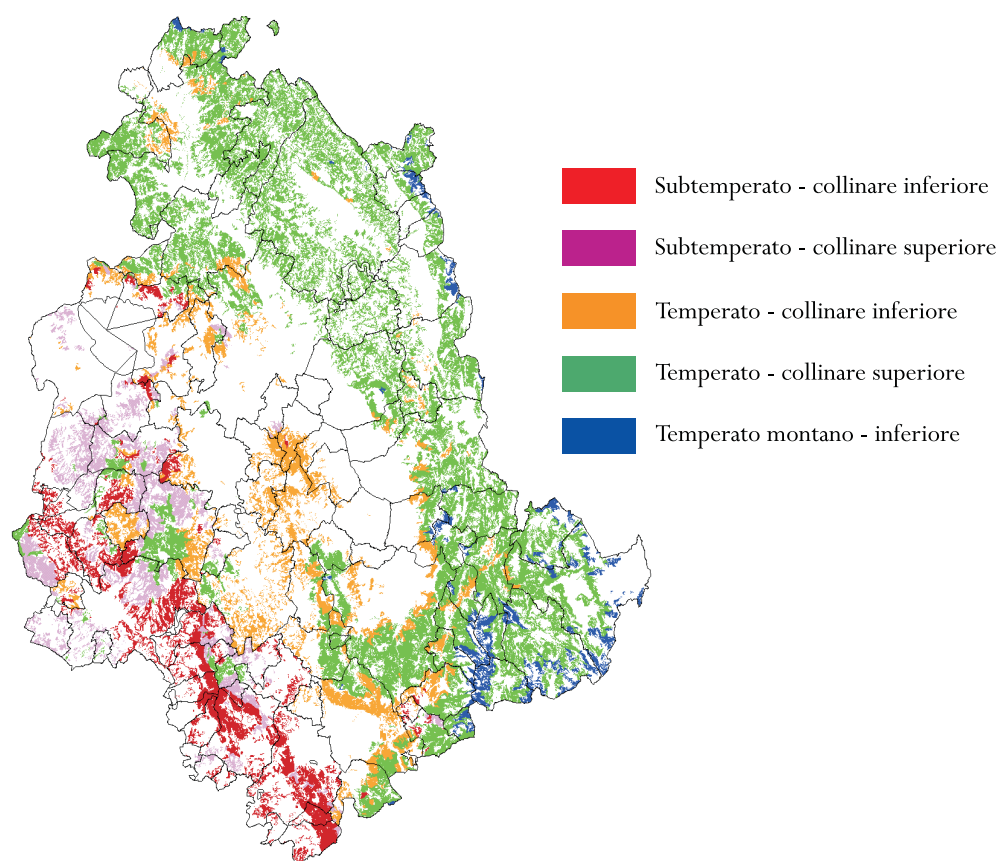 Subtemperato - collinare inferiore
Subtemperato - collinare superiore
Temperato - collinare inferiore
Temperato - collinare superiore
Temperato montano - inferiore